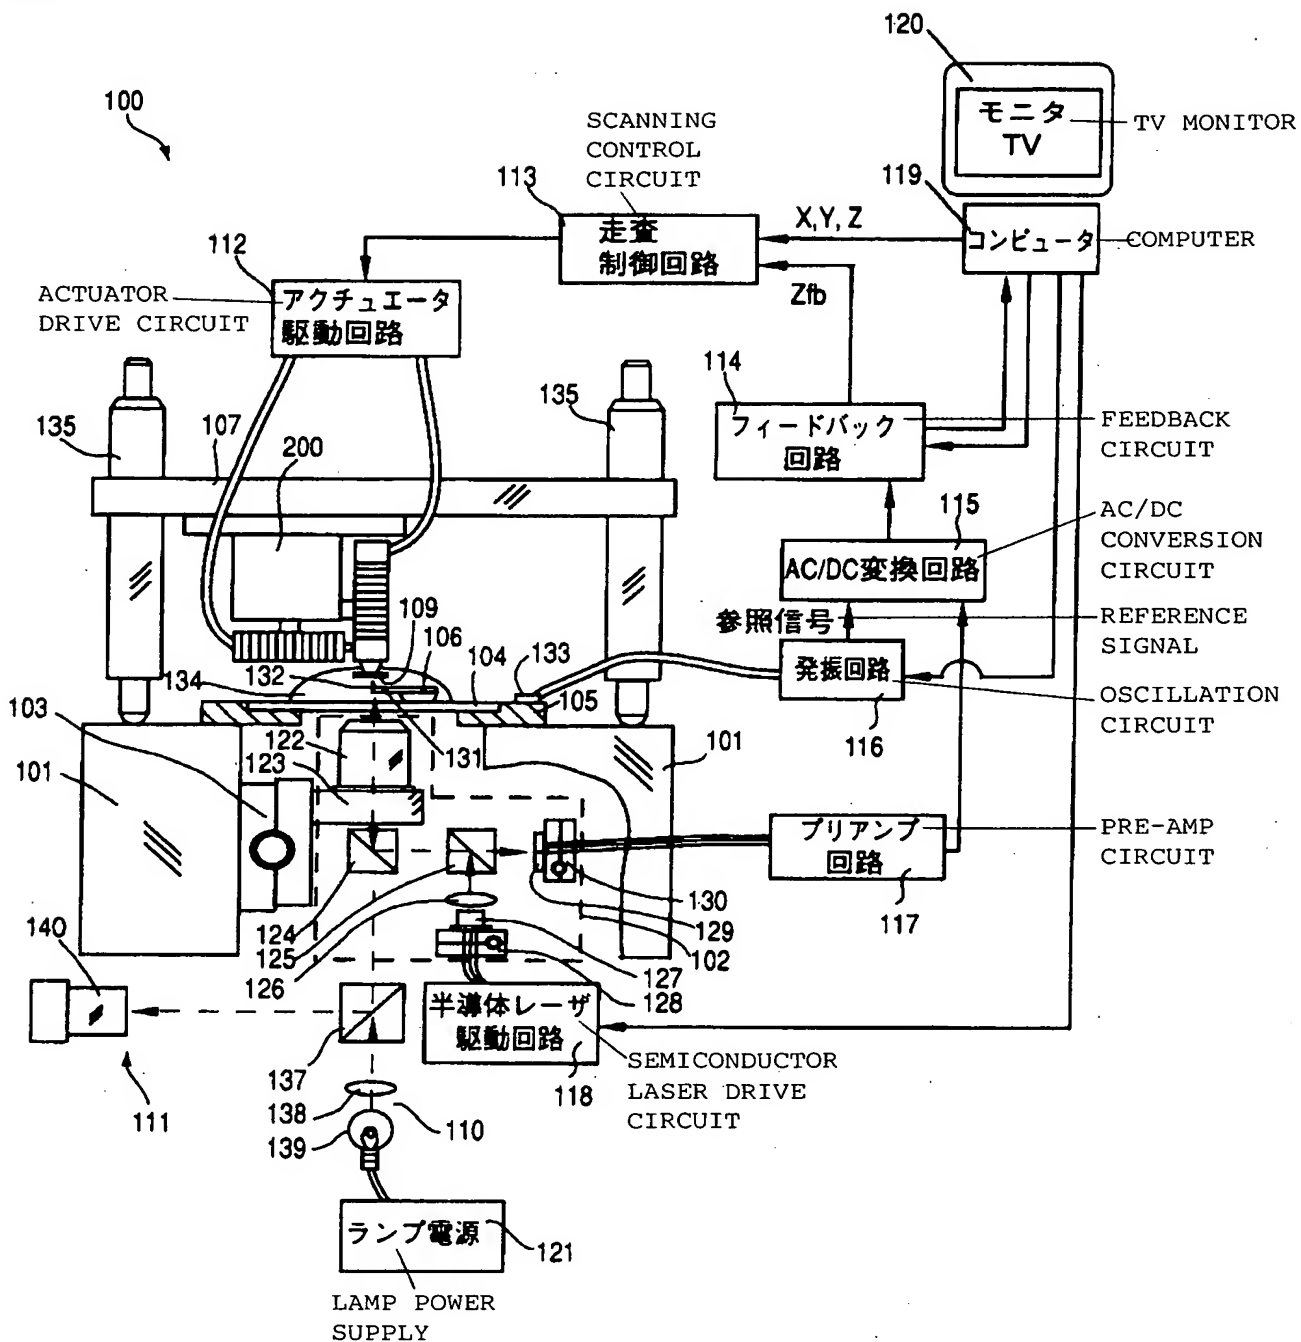 120
モニタ
TV
TV MONITOR
100
SCANNING
CONTROL
CIRCUIT
113
走査
制御回路
X, Y, Z
Zfb
119
コンピュータ
COMPUTER
112
ACTUATOR
DRIVE CIRCUIT
アクチュエータ
駆動回路
114
フィードバック
回路
FEEDBACK
CIRCUIT
135
107
200
135
115
AC/DC変換回路
AC/DC
CONVERSION
CIRCUIT
参照信号
REFERENCE
SIGNAL
109
106
132
104
133
134
105
発振回路
OSCILLATION
CIRCUIT
116
103
122
131
101
101
123
プリアンプ
回路
PRE-AMP
CIRCUIT
117
124
125
126
130
129
102
127
128
140
半導体レーザ
駆動回路
118
SEMICONDUCTOR
LASER DRIVE
CIRCUIT
111
137
138
110
139
ランプ電源
121
LAMP POWER
SUPPLY